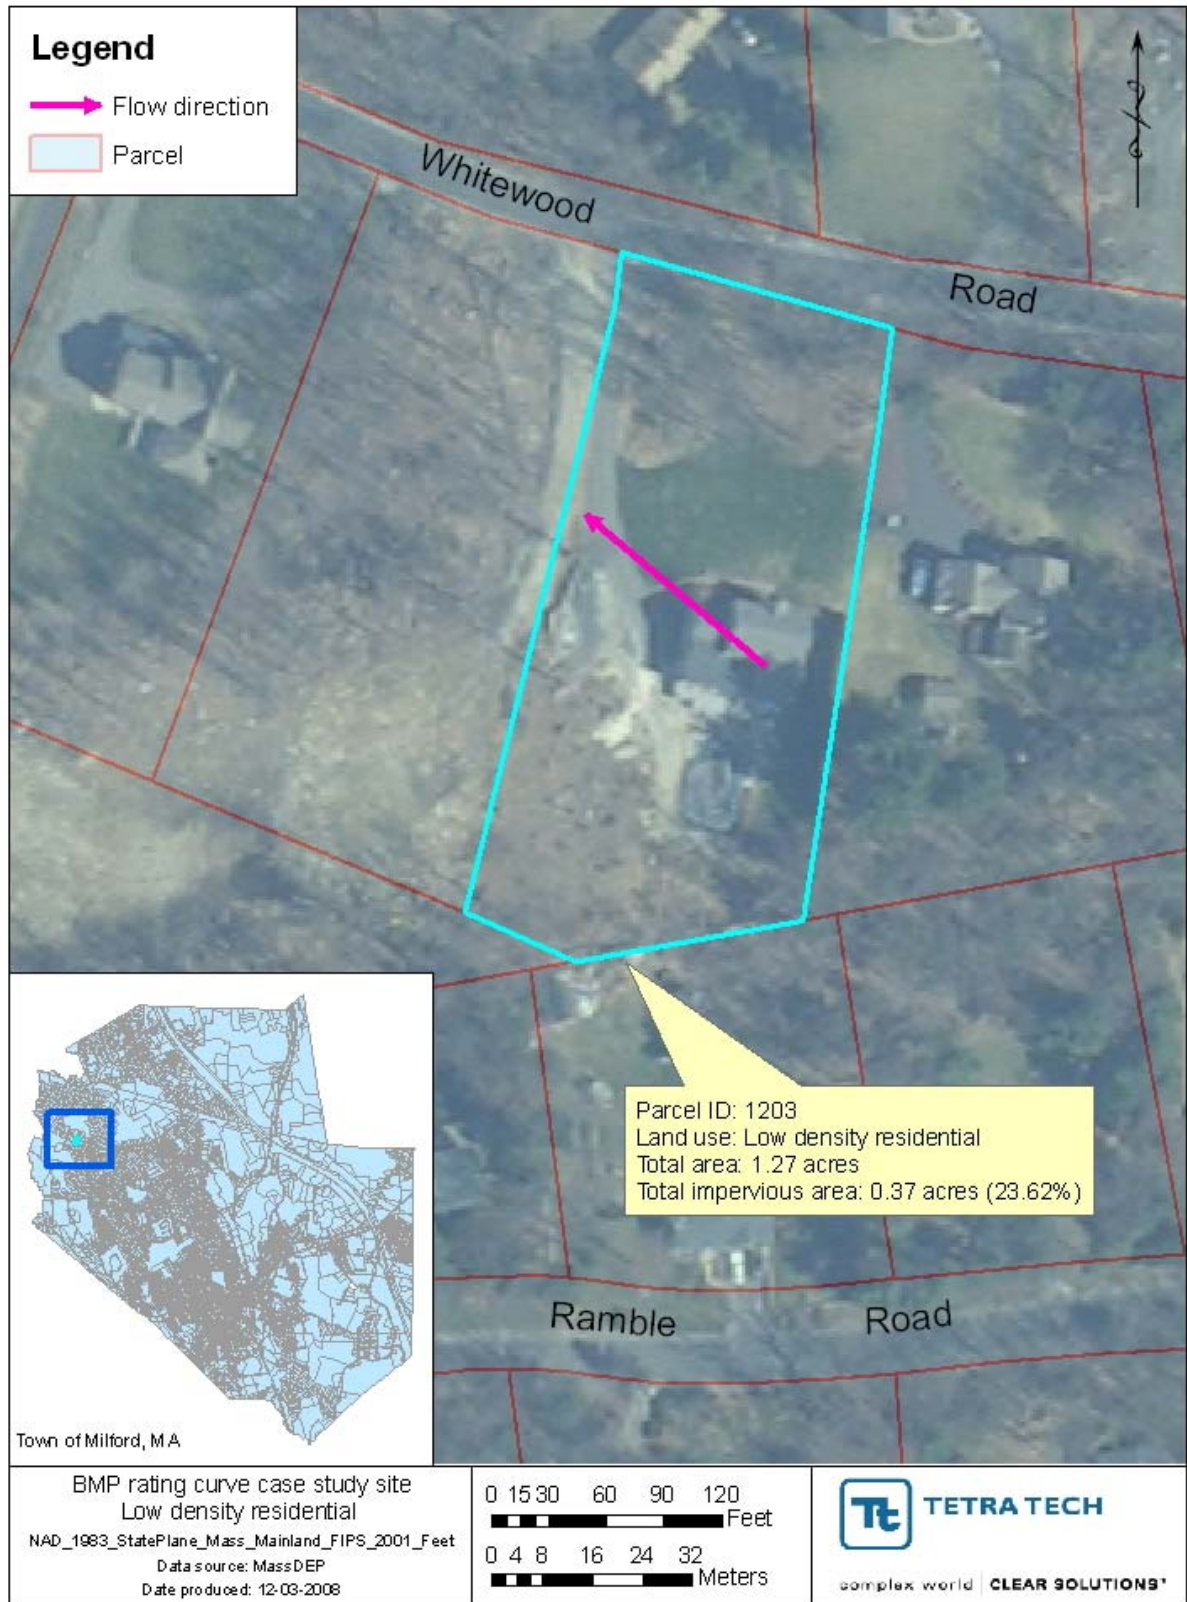 Legend
Flow direction
Parcel
Whitewood
Road
Parcel ID: 1203
Land use: Low density residential
Total area: 1.27 acres
Total impervious area: 0.37 acres (23.62%)
Ramble
Road
Town of Milford, MA
BMP rating curve case study site
Low density residential
NAD_1983_StatePlane_Mass_Mainland_FIPS_2001_Feet
Data source: MassDEP
Date produced: 12-03-2008
0 15 30 60 90 120
Feet
0 4 8 16 24 32
Meters
Tt TETRA TECH
complex world | CLEAR SOLUTIONS™